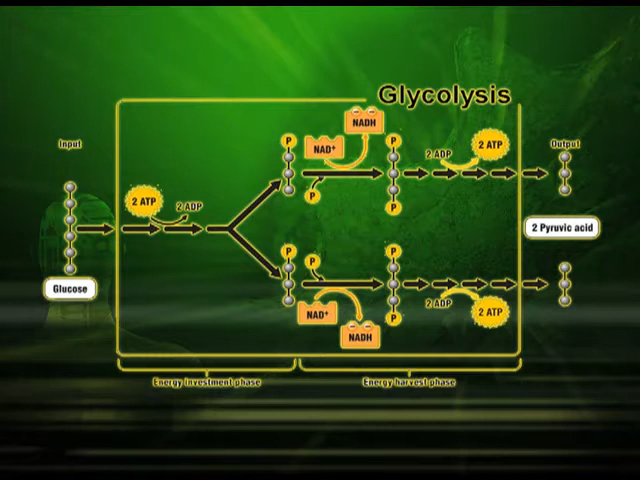 Glycolysis
Input
Output
NADH
NAD+
P
P
P
P
2 ADP
2 ATP
2 ATP
2 ADP
2 Pyruvic acid
Glucose
P
P
P
P
NAD+
NADH
2 ADP
2 ATP
Energy investment phase
Energy harvest phase